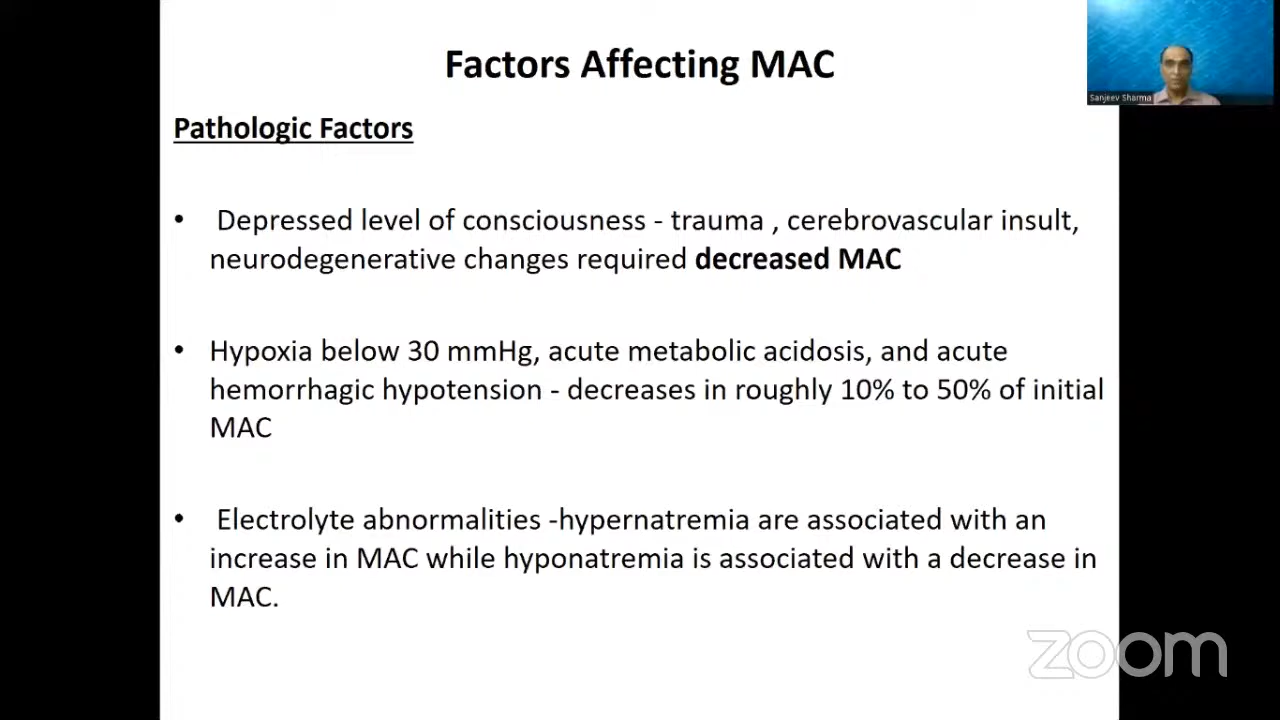 Factors Affecting MAC
Sanjeev Sharma
Pathologic Factors
• Depressed level of consciousness - trauma , cerebrovascular insult,
neurodegenerative changes required decreased MAC
• Hypoxia below 30 mmHg, acute metabolic acidosis, and acute
hemorrhagic hypotension - decreases in roughly 10% to 50% of initial
MAC
• Electrolyte abnormalities -hypernatremia are associated with an
increase in MAC while hyponatremia is associated with a decrease in
MAC.
zoom